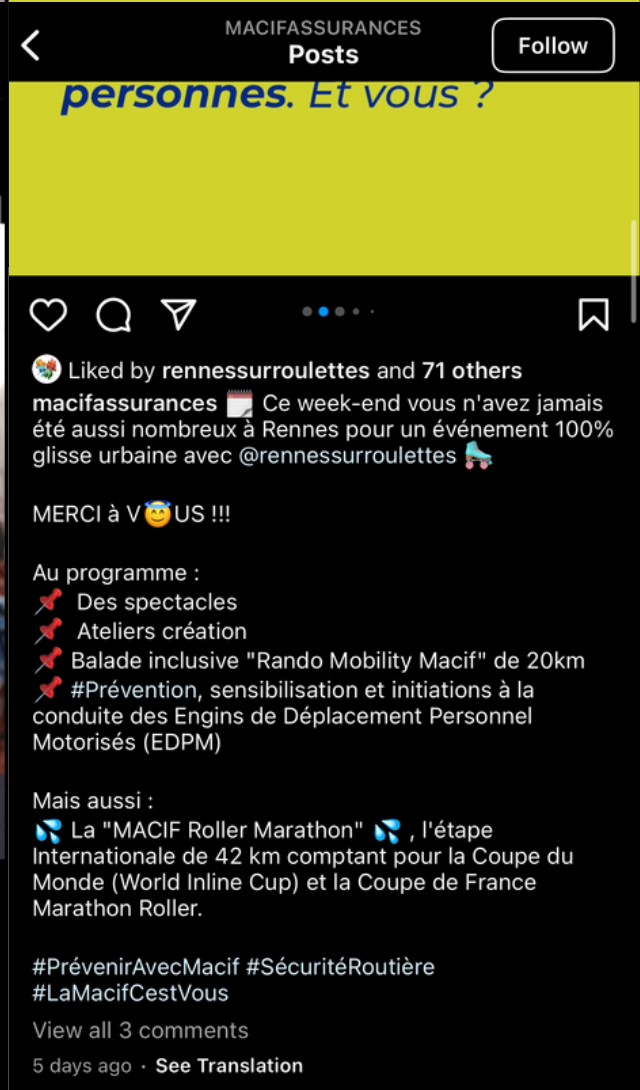 MACIFASSURANCES
Posts
Follow
personnes. Et vous ?
Liked by rennessurroulettes and 71 others
macifassurances 🗓️ Ce week-end vous n'avez jamais
été aussi nombreux à Rennes pour un événement 100%
glisse urbaine avec @rennessurroulettes 🛼
MERCI à V😇US !!!
Au programme :
📌 Des spectacles
📌 Ateliers création
📌 Balade inclusive "Rando Mobility Macif" de 20km
📌 #Prévention, sensibilisation et initiations à la
conduite des Engins de Déplacement Personnel
Motorisés (EDPM)
Mais aussi :
💦 La "MACIF Roller Marathon" 💦 , l'étape
Internationale de 42 km comptant pour la Coupe du
Monde (World Inline Cup) et la Coupe de France
Marathon Roller.
#PrévenirAvecMacif #SécuritéRoutière
#LaMacifCestVous
View all 3 comments
5 days ago · See Translation